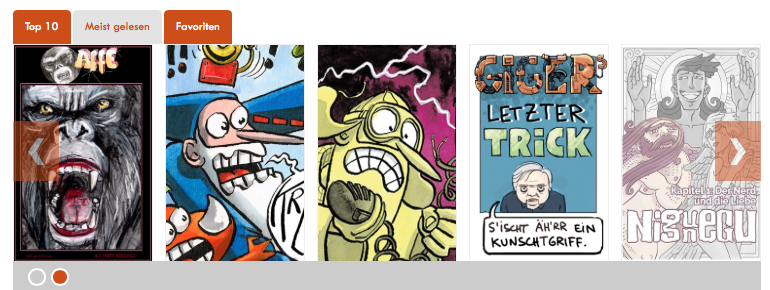 Top 10
Meist gelesen
Favoriten
AFFE
GIGER'S
LETZTER
TRiCK
S'ISCHT ÄH'RR EIN
KUNSCHTGRIFF.
Kapitel 1: Der Nerd
und die Liebe